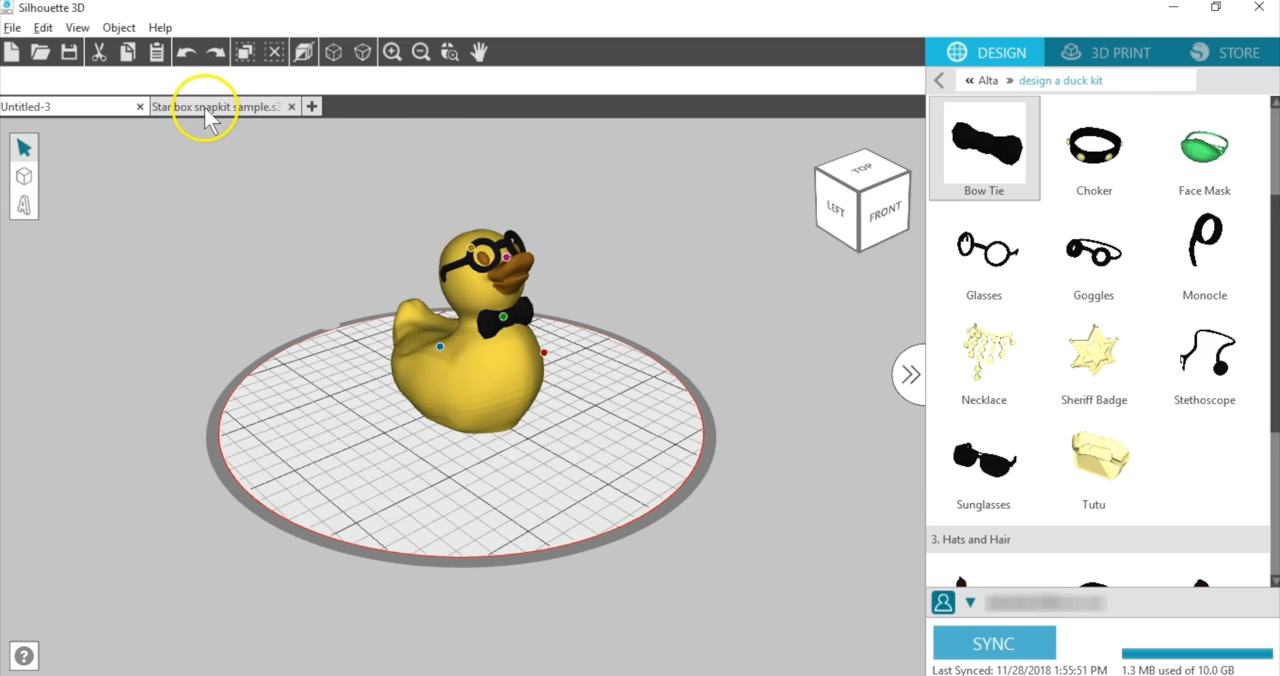 Silhouette 3D
File Edit View Object Help
DESIGN 3D PRINT STORE
« Alta » design a duck kit
Untitled-3 Star box snapkit sample.s3
TOP
LEFT FRONT
Bow Tie Choker Face Mask
Glasses Goggles Monocle
Necklace Sheriff Badge Stethoscope
Sunglasses Tutu
3. Hats and Hair
SYNC
Last Synced: 11/28/2018 1:55:51 PM 1.3 MB used of 10.0 GB